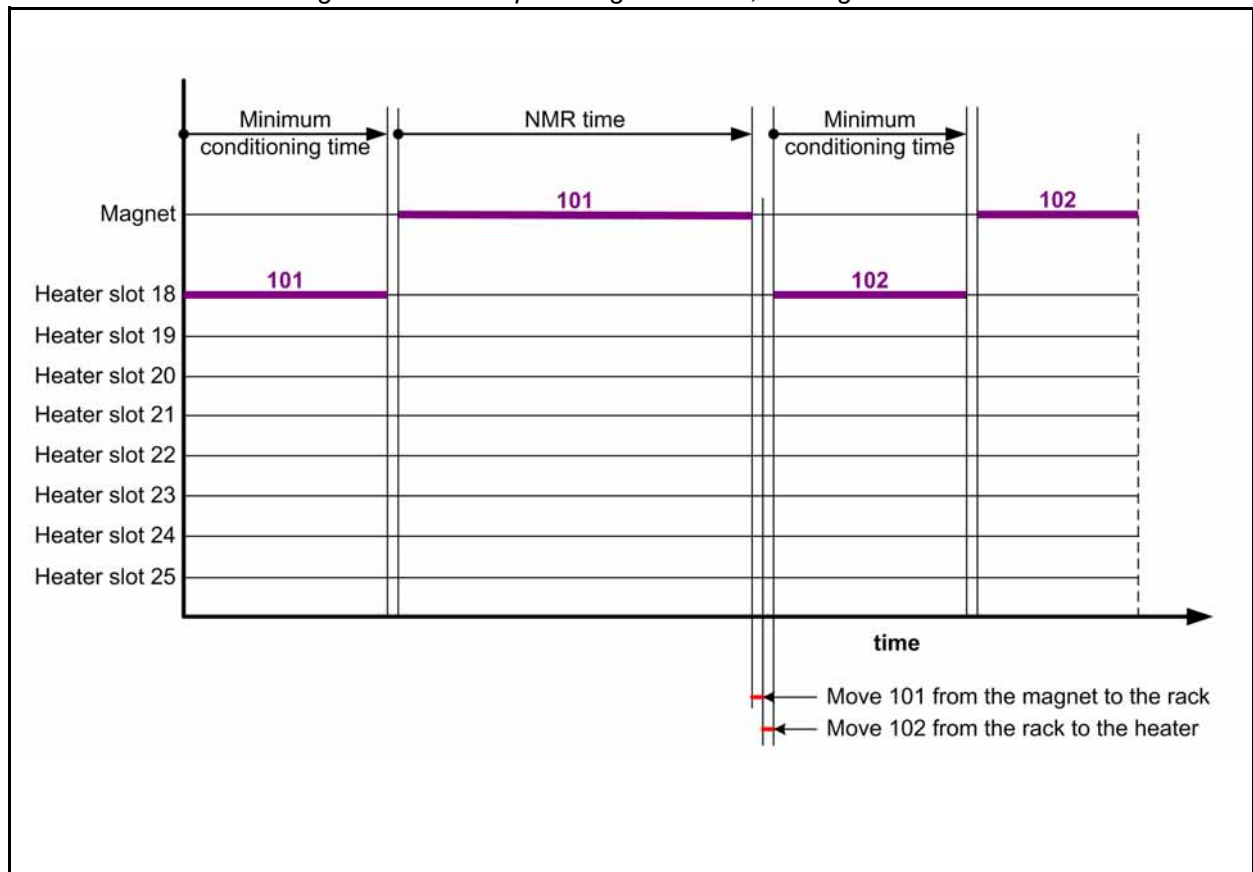 Minimum conditioning time
NMR time
Minimum conditioning time
Magnet
101
102
Heater slot 18
101
102
Heater slot 19
Heater slot 20
Heater slot 21
Heater slot 22
Heater slot 23
Heater slot 24
Heater slot 25
time
Move 101 from the magnet to the rack
Move 102 from the rack to the heater